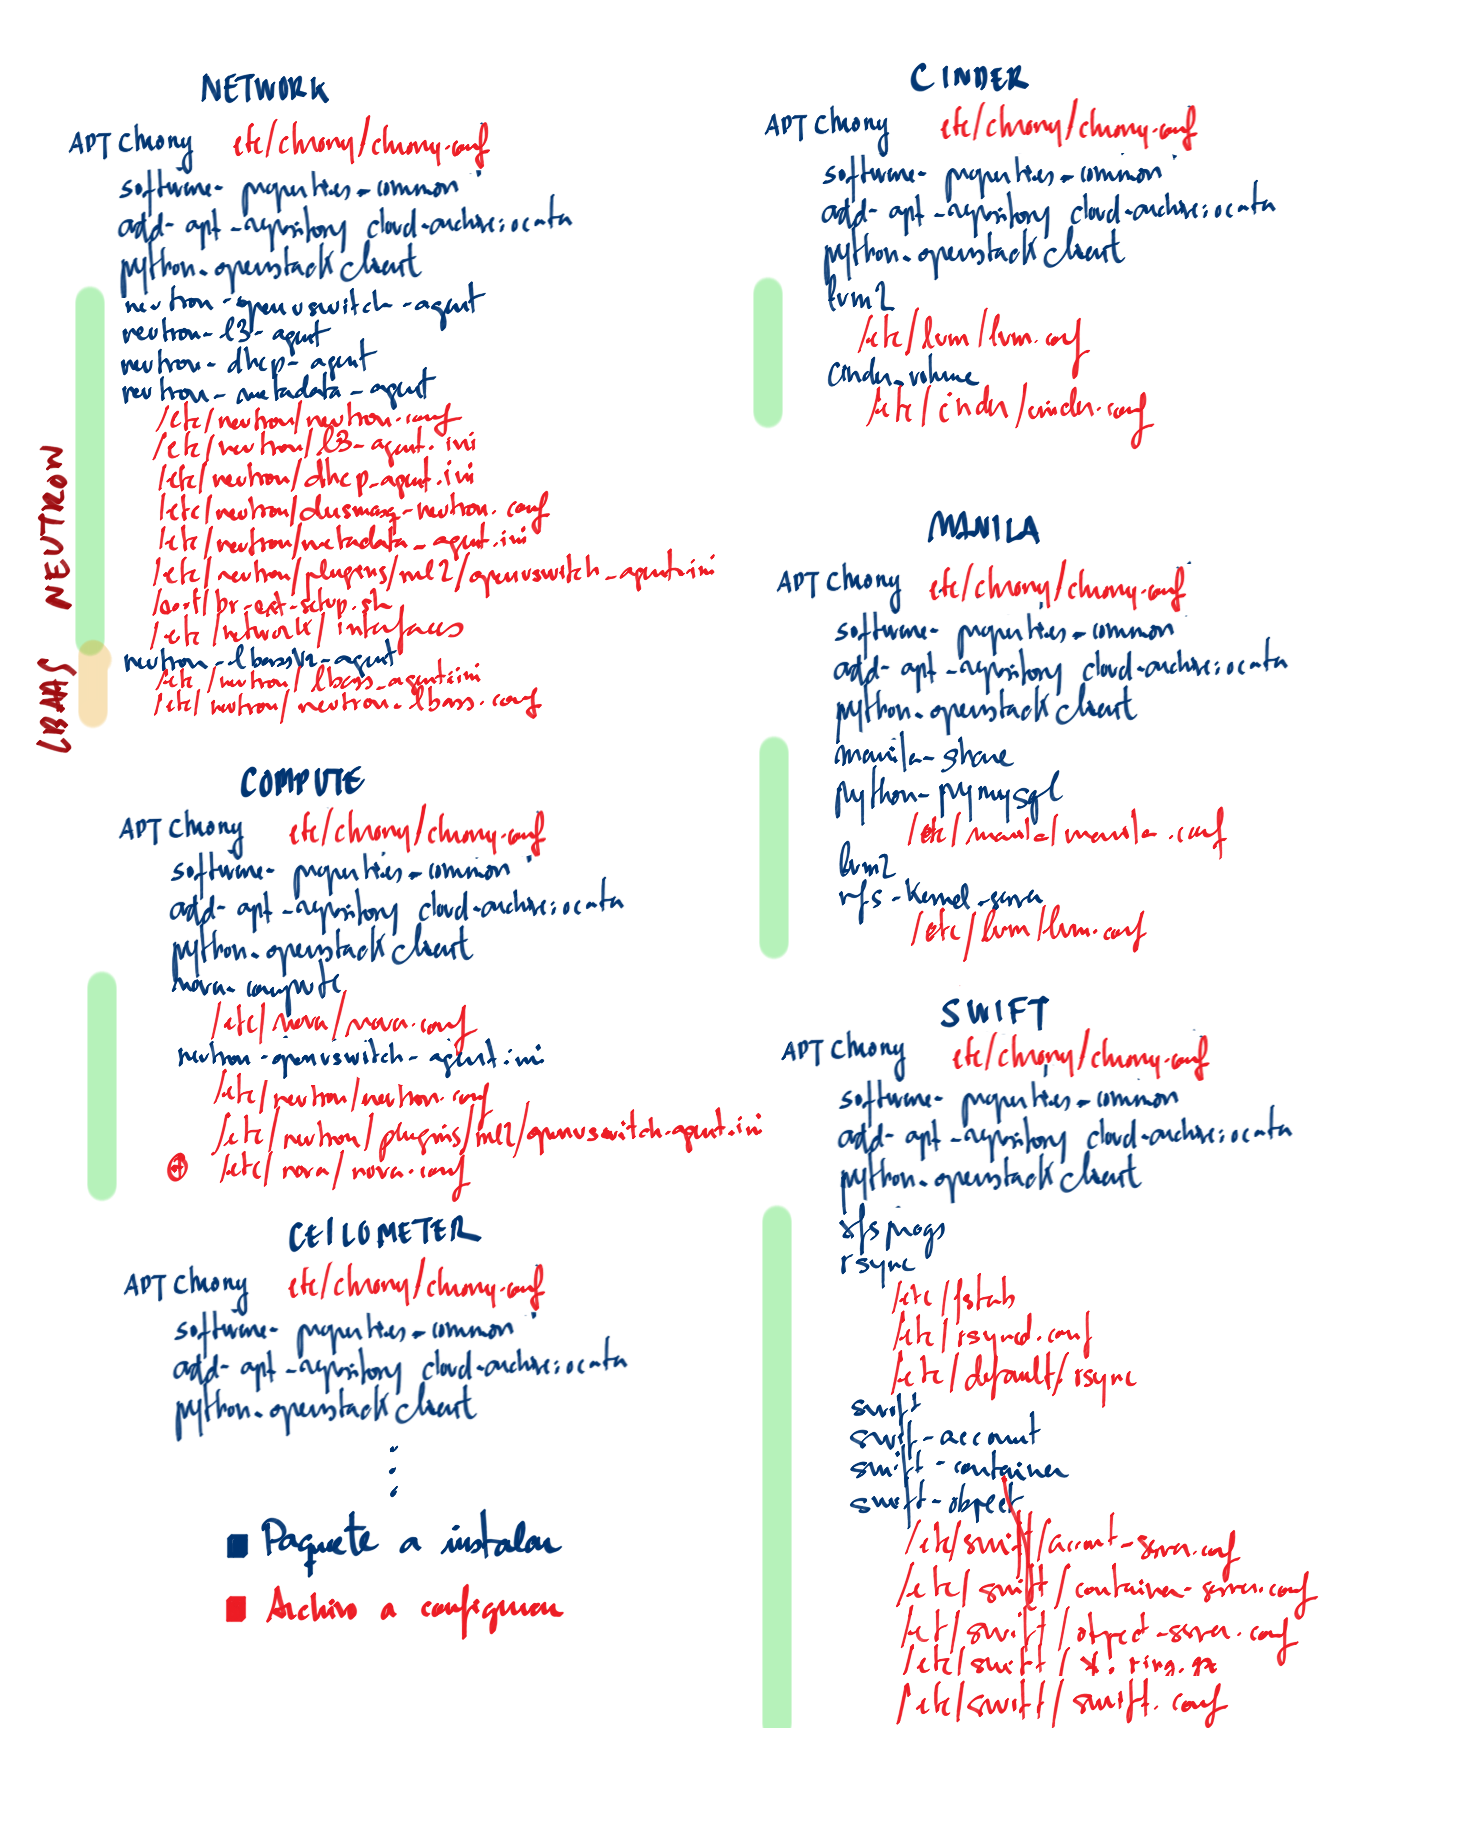 NETWORK
APT Chrony etc/chrony/chrony.conf
software-properties-common
add-apt-repository cloud-archive:ocata
python-openstackclient
neutron-openvswitch-agent
neutron-l3-agent
neutron-dhcp-agent
neutron-metadata-agent
/etc/neutron/neutron.conf
/etc/neutron/l3-agent.ini
/etc/neutron/dhcp_agent.ini
/etc/neutron/dnsmasq-neutron.conf
/etc/neutron/metadata_agent.ini
/etc/neutron/plugins/ml2/openvswitch_agent.ini
/br-ext-setup.sh
/etc/network/interfaces
NEUTRON
neutron-lbassv2-agent
/etc/neutron/lbass_agent.ini
/etc/neutron/neutron-lbass.conf
LBAAS
COMPUTE
APT Chrony etc/chrony/chrony.conf
software-properties-common
add-apt-repository cloud-archive:ocata
python-openstackclient
nova-compute
/etc/nova/nova.conf
neutron-openvswitch-agent.ini
/etc/neutron/neutron.conf
/etc/neutron/plugins/ml2/openvswitch-agent.ini
⊕ /etc/nova/nova.conf
CEILOMETER
APT Chrony etc/chrony/chrony.conf
software-properties-common
add-apt-repository cloud-archive:ocata
python-openstackclient
⋮
Paquete a instalar
Archivo a configurar
CINDER
APT Chrony etc/chrony/chrony.conf
software-properties-common
add-apt-repository cloud-archive:ocata
python-openstackclient
lvm2
/etc/lvm/lvm.conf
cinder_volume
/etc/cinder/cinder.conf
MANILA
APT Chrony etc/chrony/chrony.conf
software-properties-common
add-apt-repository cloud-archive:ocata
python-openstackclient
manila-share
python-pymysql
/etc/manila/manila.conf
lvm2
nfs-kernel-server
/etc/lvm/lvm.conf
SWIFT
APT Chrony etc/chrony/chrony.conf
software-properties-common
add-apt-repository cloud-archive:ocata
python-openstackclient
xfsprogs
rsync
/etc/fstab
/etc/rsyncd.conf
/etc/default/rsync
swift
swift-account
swift-container
swift-object
/etc/swift/account-server.conf
/etc/swift/container-server.conf
/et/swift/object-server.conf
/etc/swift/*.ring.gz
/etc/swift/swift.conf